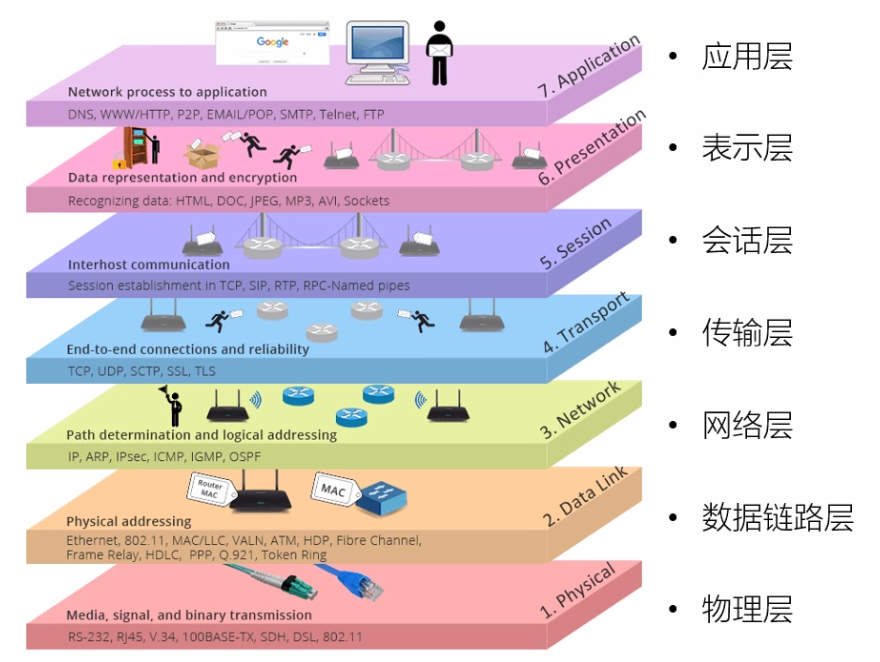 Google
7. Application
Network process to application
DNS, WWW/HTTP, P2P, EMAIL/POP, SMTP, Telnet, FTP
• 应用层
6. Presentation
Data representation and encryption
Recognizing data: HTML, DOC, JPEG, MP3, AVI, Sockets
• 表示层
5. Session
Interhost communication
Session establishment in TCP, SIP, RTP, RPC-Named pipes
• 会话层
4. Transport
End-to-end connections and reliability
TCP, UDP, SCTP, SSL, TLS
• 传输层
3. Network
Path determination and logical addressing
IP, ARP, IPsec, ICMP, IGMP, OSPF
• 网络层
Router
MAC
MAC
2. Data Link
Physical addressing
Ethernet, 802.11, MAC/LLC, VALN, ATM, HDP, Fibre Channel,
Frame Relay, HDLC, PPP, Q.921, Token Ring
• 数据链路层
1. Physical
Media, signal, and binary transmission
RS-232, RJ45, V.34, 100BASE-TX, SDH, DSL, 802.11
• 物理层